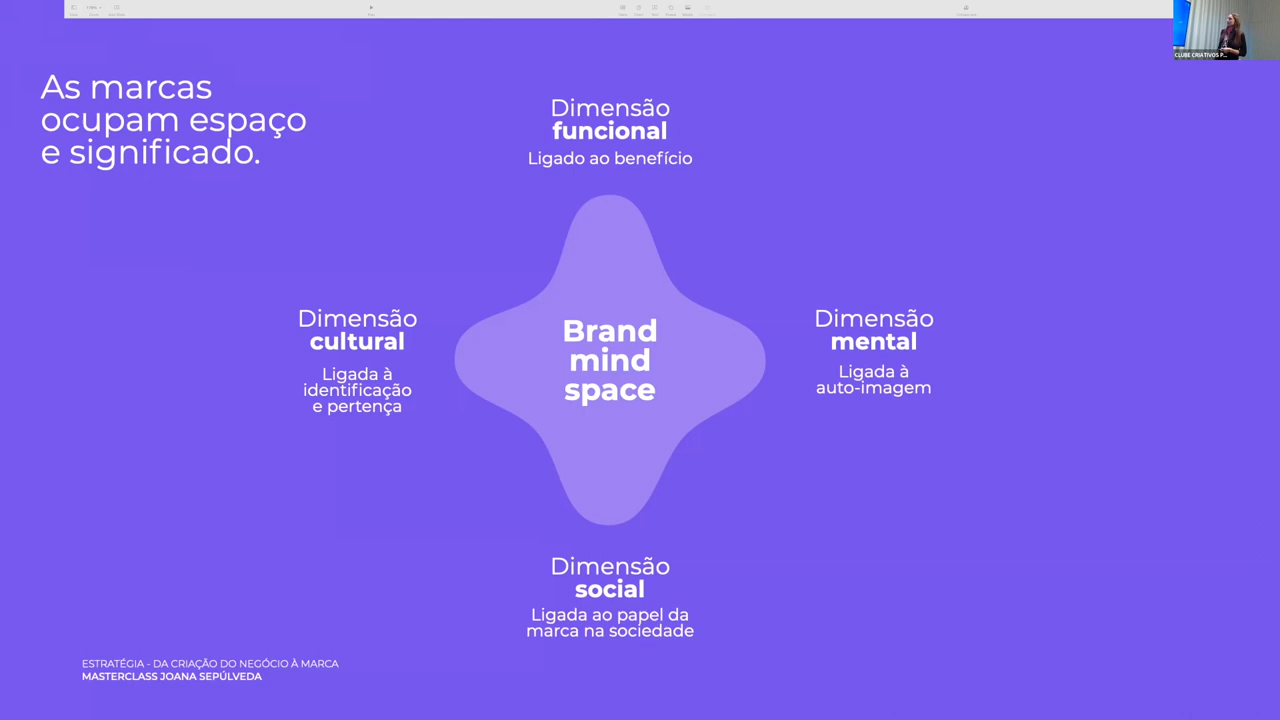 CLUBE CRIATIVOS P...
As marcas
ocupam espaço
e significado.
Dimensão
funcional
Ligado ao benefício
Dimensão
cultural
Ligada à
identificação
e pertença
Brand
mind
space
Dimensão
mental
Ligada à
auto-imagem
Dimensão
social
Ligada ao papel da
marca na sociedade
ESTRATÉGIA - DA CRIAÇÃO DO NEGÓCIO À MARCA
MASTERCLASS JOANA SEPÚLVEDA